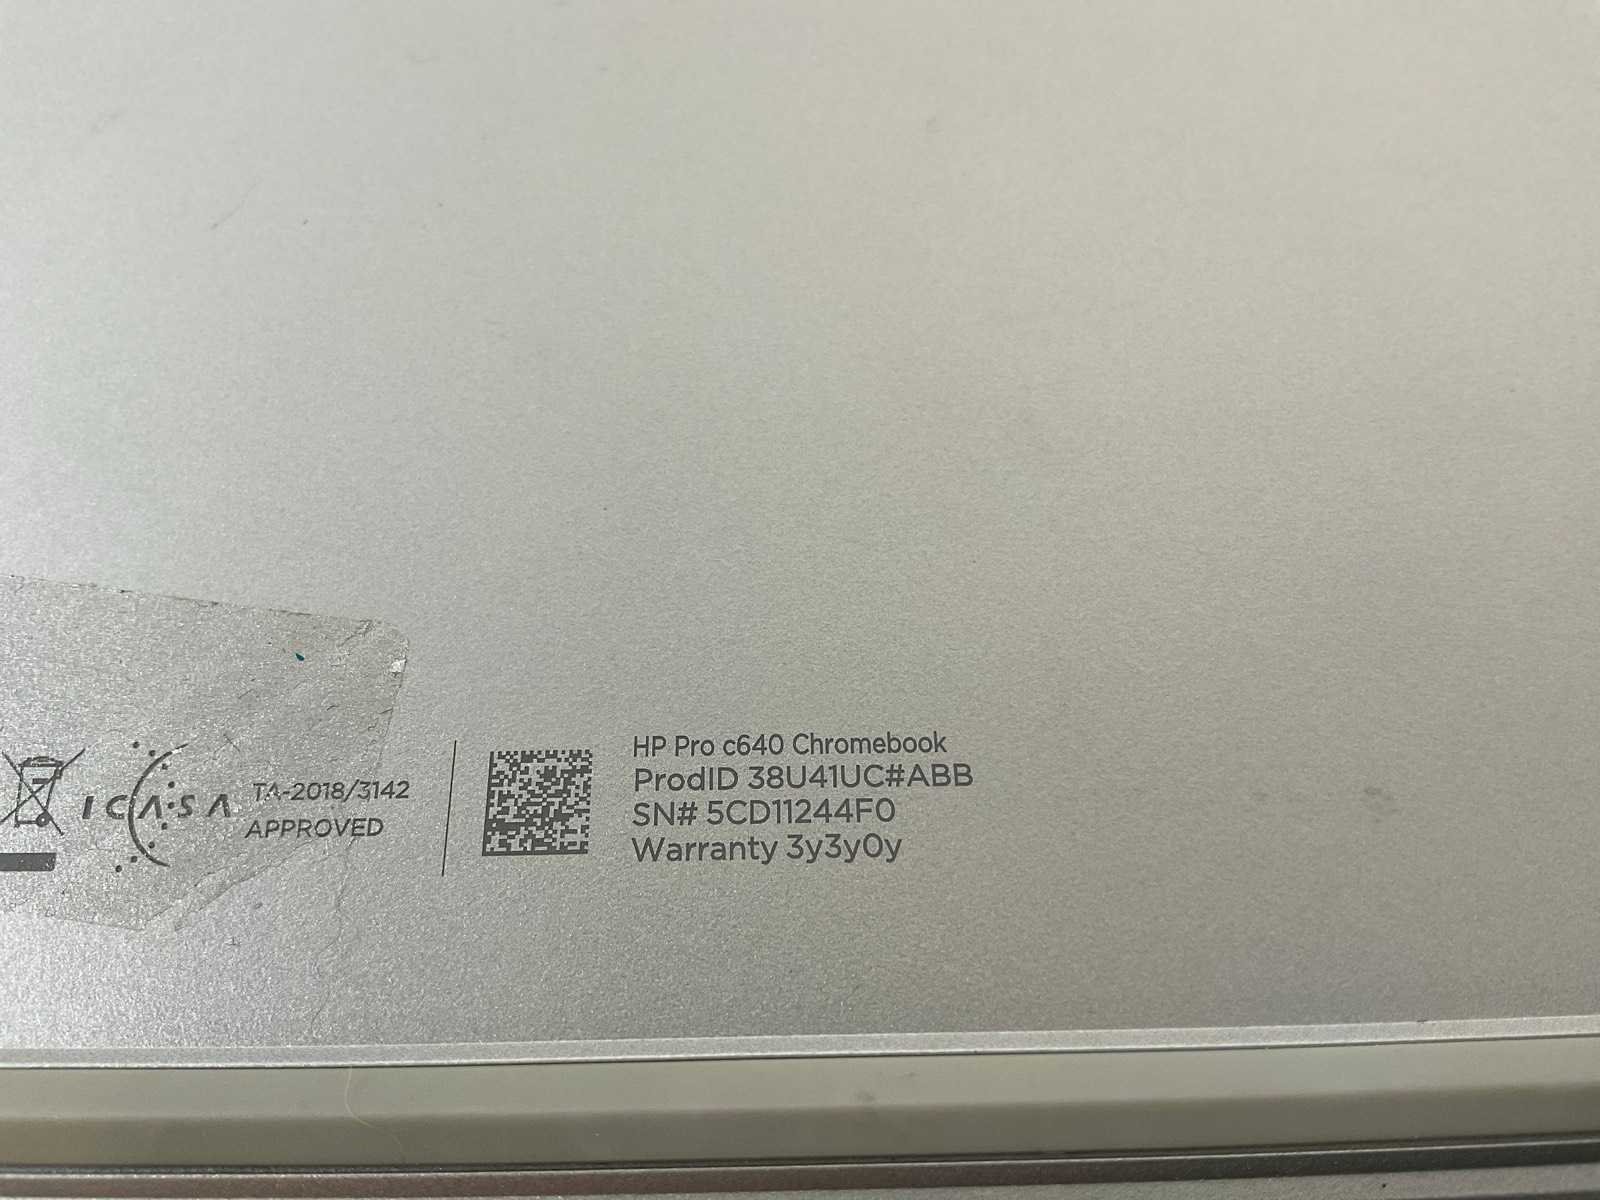 ICASA
TA-2018/3142
APPROVED
HP Pro c640 Chromebook
ProdID 38U41UC#ABB
SN# 5CD11244F0
Warranty 3y3y0y